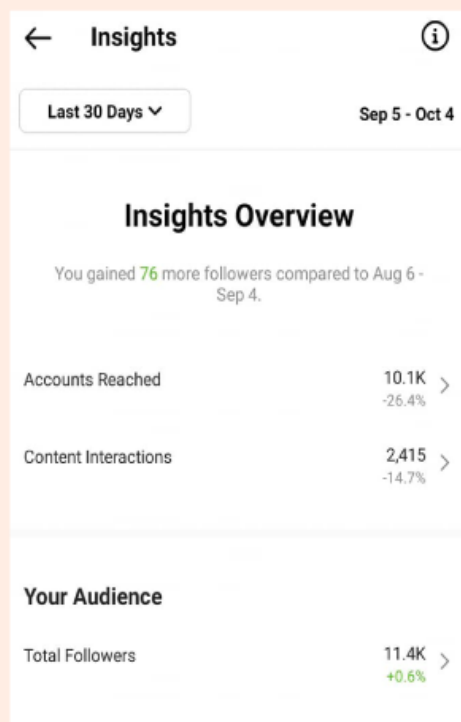 Insights
Last 30 Days
Sep 5 - Oct 4
Insights Overview
You gained 76 more followers compared to Aug 6 -
Sep 4.
Accounts Reached
10.1K
-26.4%
Content Interactions
2,415
-14.7%
Your Audience
Total Followers
11.4K
+0.6%